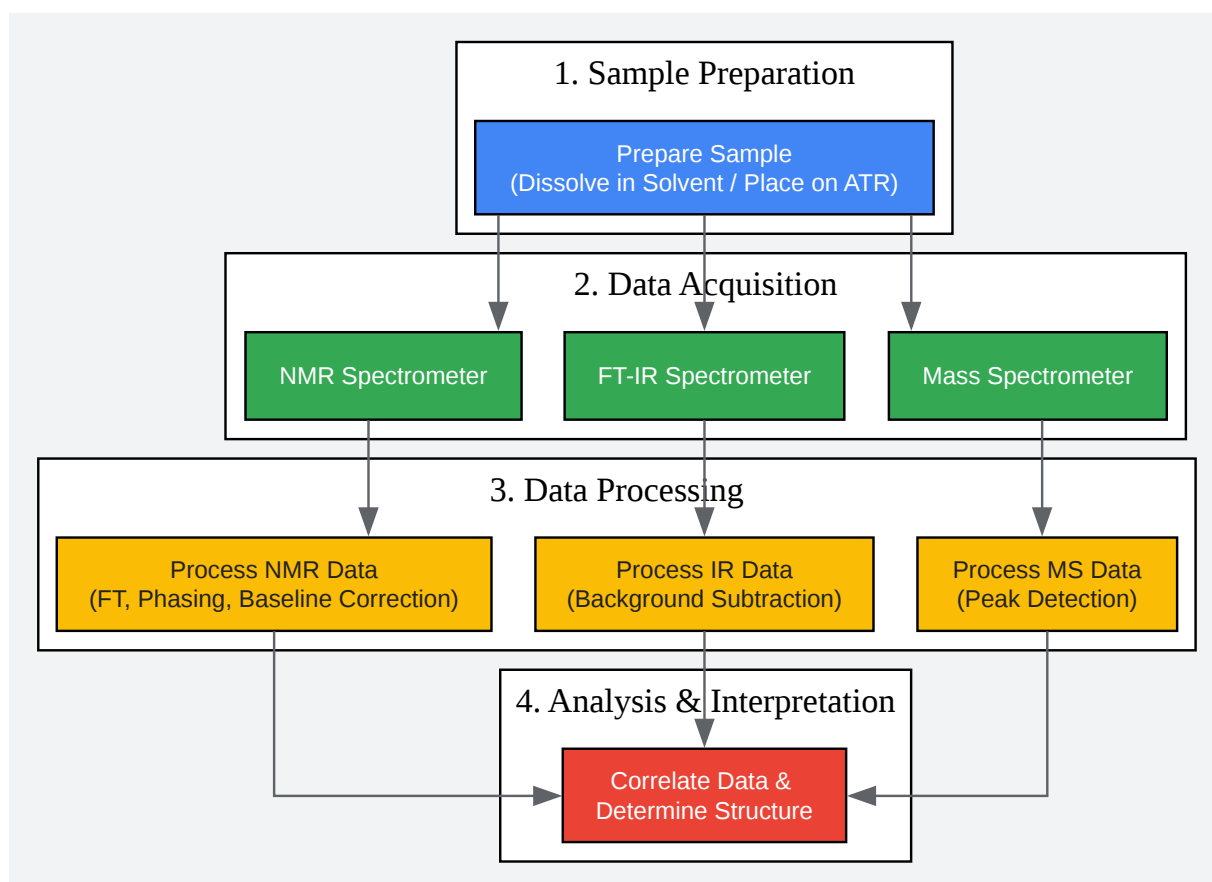 1. Sample Preparation
Prepare Sample
(Dissolve in Solvent / Place on ATR)
2. Data Acquisition
NMR Spectrometer
FT-IR Spectrometer
Mass Spectrometer
3. Data Processing
Process NMR Data
(FT, Phasing, Baseline Correction)
Process IR Data
(Background Subtraction)
Process MS Data
(Peak Detection)
4. Analysis & Interpretation
Correlate Data &
Determine Structure